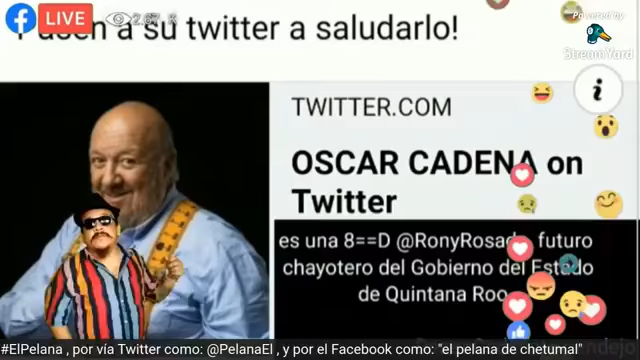 LIVE
a su twitter a saludarlo!
Powered by
StreamYard
TWITTER.COM
OSCAR CADENA on
Twitter
es una 8==D @RonyRosado futuro
chayotero del Gobierno del Estado
de Quintana Roo
#ElPelana , por vía Twitter como: @PelanaEl , y por el Facebook como: "el pelana de chetumal"